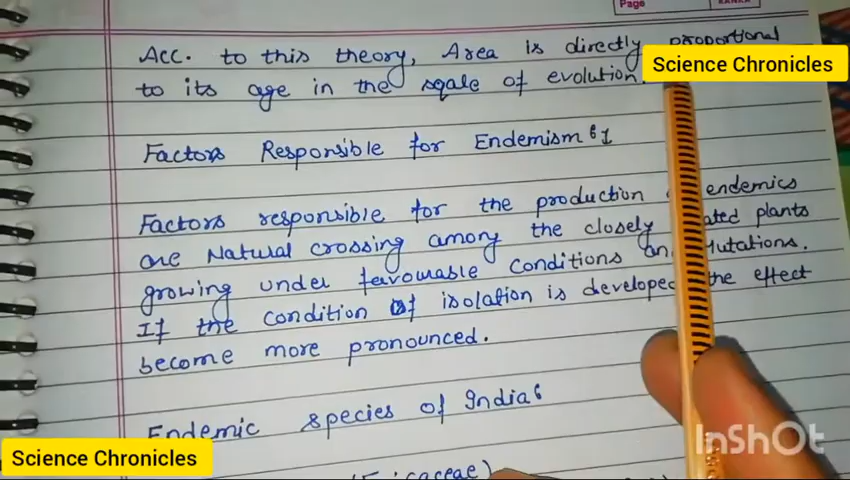 Page
Acc. to this theory, Area is directly proportional
Science Chronicles
to its age in the sqale of evolution.
Factors Responsible for Endemism:
Factors responsible for the production endemics
are Natural crossing among the closely ated plants
growing under favourable conditions an Mutations.
If the condition of isolation is developed the effect
become more pronounced.
Endemic species of India:
Science Chronicles
InShOt